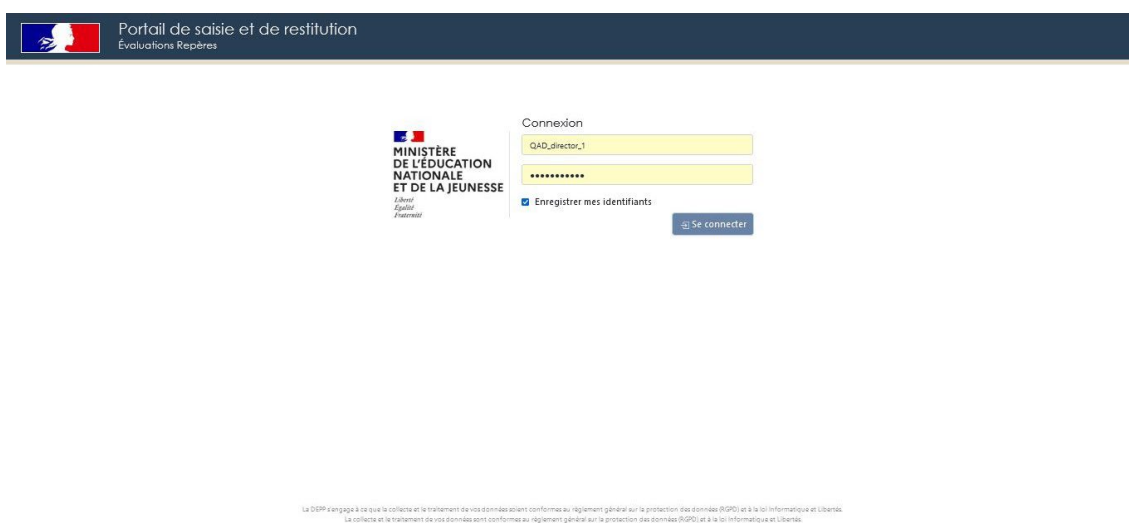 Portail de saisie et de restitution
Évaluations Repères
Connexion
MINISTÈRE
DE L'ÉDUCATION
NATIONALE
ET DE LA JEUNESSE
Liberté
Égalité
Fraternité
QAD_director_1
•••••••••••
Enregistrer mes identifiants
Se connecter
La DEPP s'engage à ce que la collecte et le traitement de vos données soient conformes au règlement général sur la protection des données (RGPD) et à la loi Informatique et Libertés.
La collecte et le traitement de vos données sont conformes au règlement général sur la protection des données (RGPD) et à la loi informatique et Libertés.